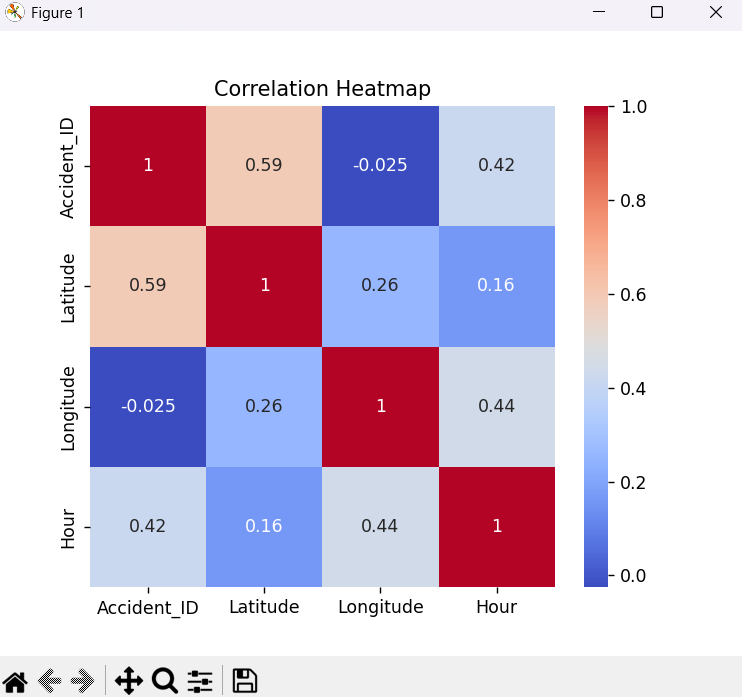 Figure 1
Correlation Heatmap
Accident_ID 1 0.59 -0.025 0.42
Latitude 0.59 1 0.26 0.16
Longitude -0.025 0.26 1 0.44
Hour 0.42 0.16 0.44 1
Accident_ID Latitude Longitude Hour
1.0
0.8
0.6
0.4
0.2
0.0